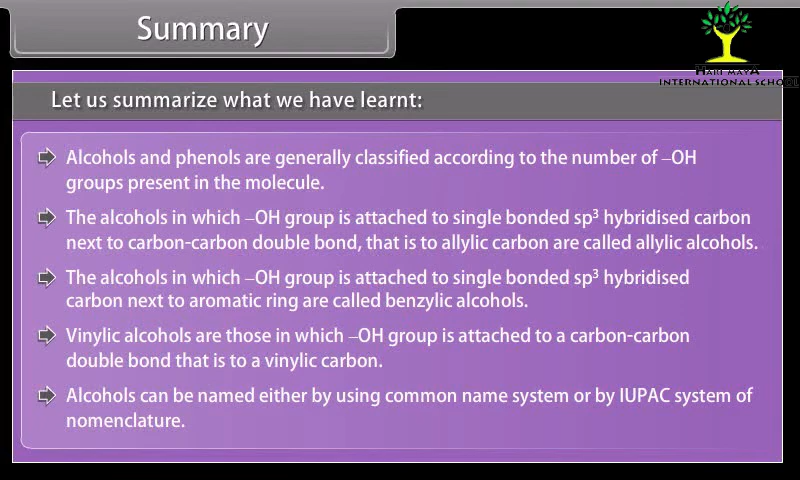 Summary
HARI MAYA
INTERNATIONAL SCHOOL
Let us summarize what we have learnt:
Alcohols and phenols are generally classified according to the number of –OH
groups present in the molecule.
The alcohols in which –OH group is attached to single bonded sp³ hybridised carbon
next to carbon-carbon double bond, that is to allylic carbon are called allylic alcohols.
The alcohols in which –OH group is attached to single bonded sp³ hybridised
carbon next to aromatic ring are called benzylic alcohols.
Vinylic alcohols are those in which –OH group is attached to a carbon-carbon
double bond that is to a vinylic carbon.
Alcohols can be named either by using common name system or by IUPAC system of
nomenclature.